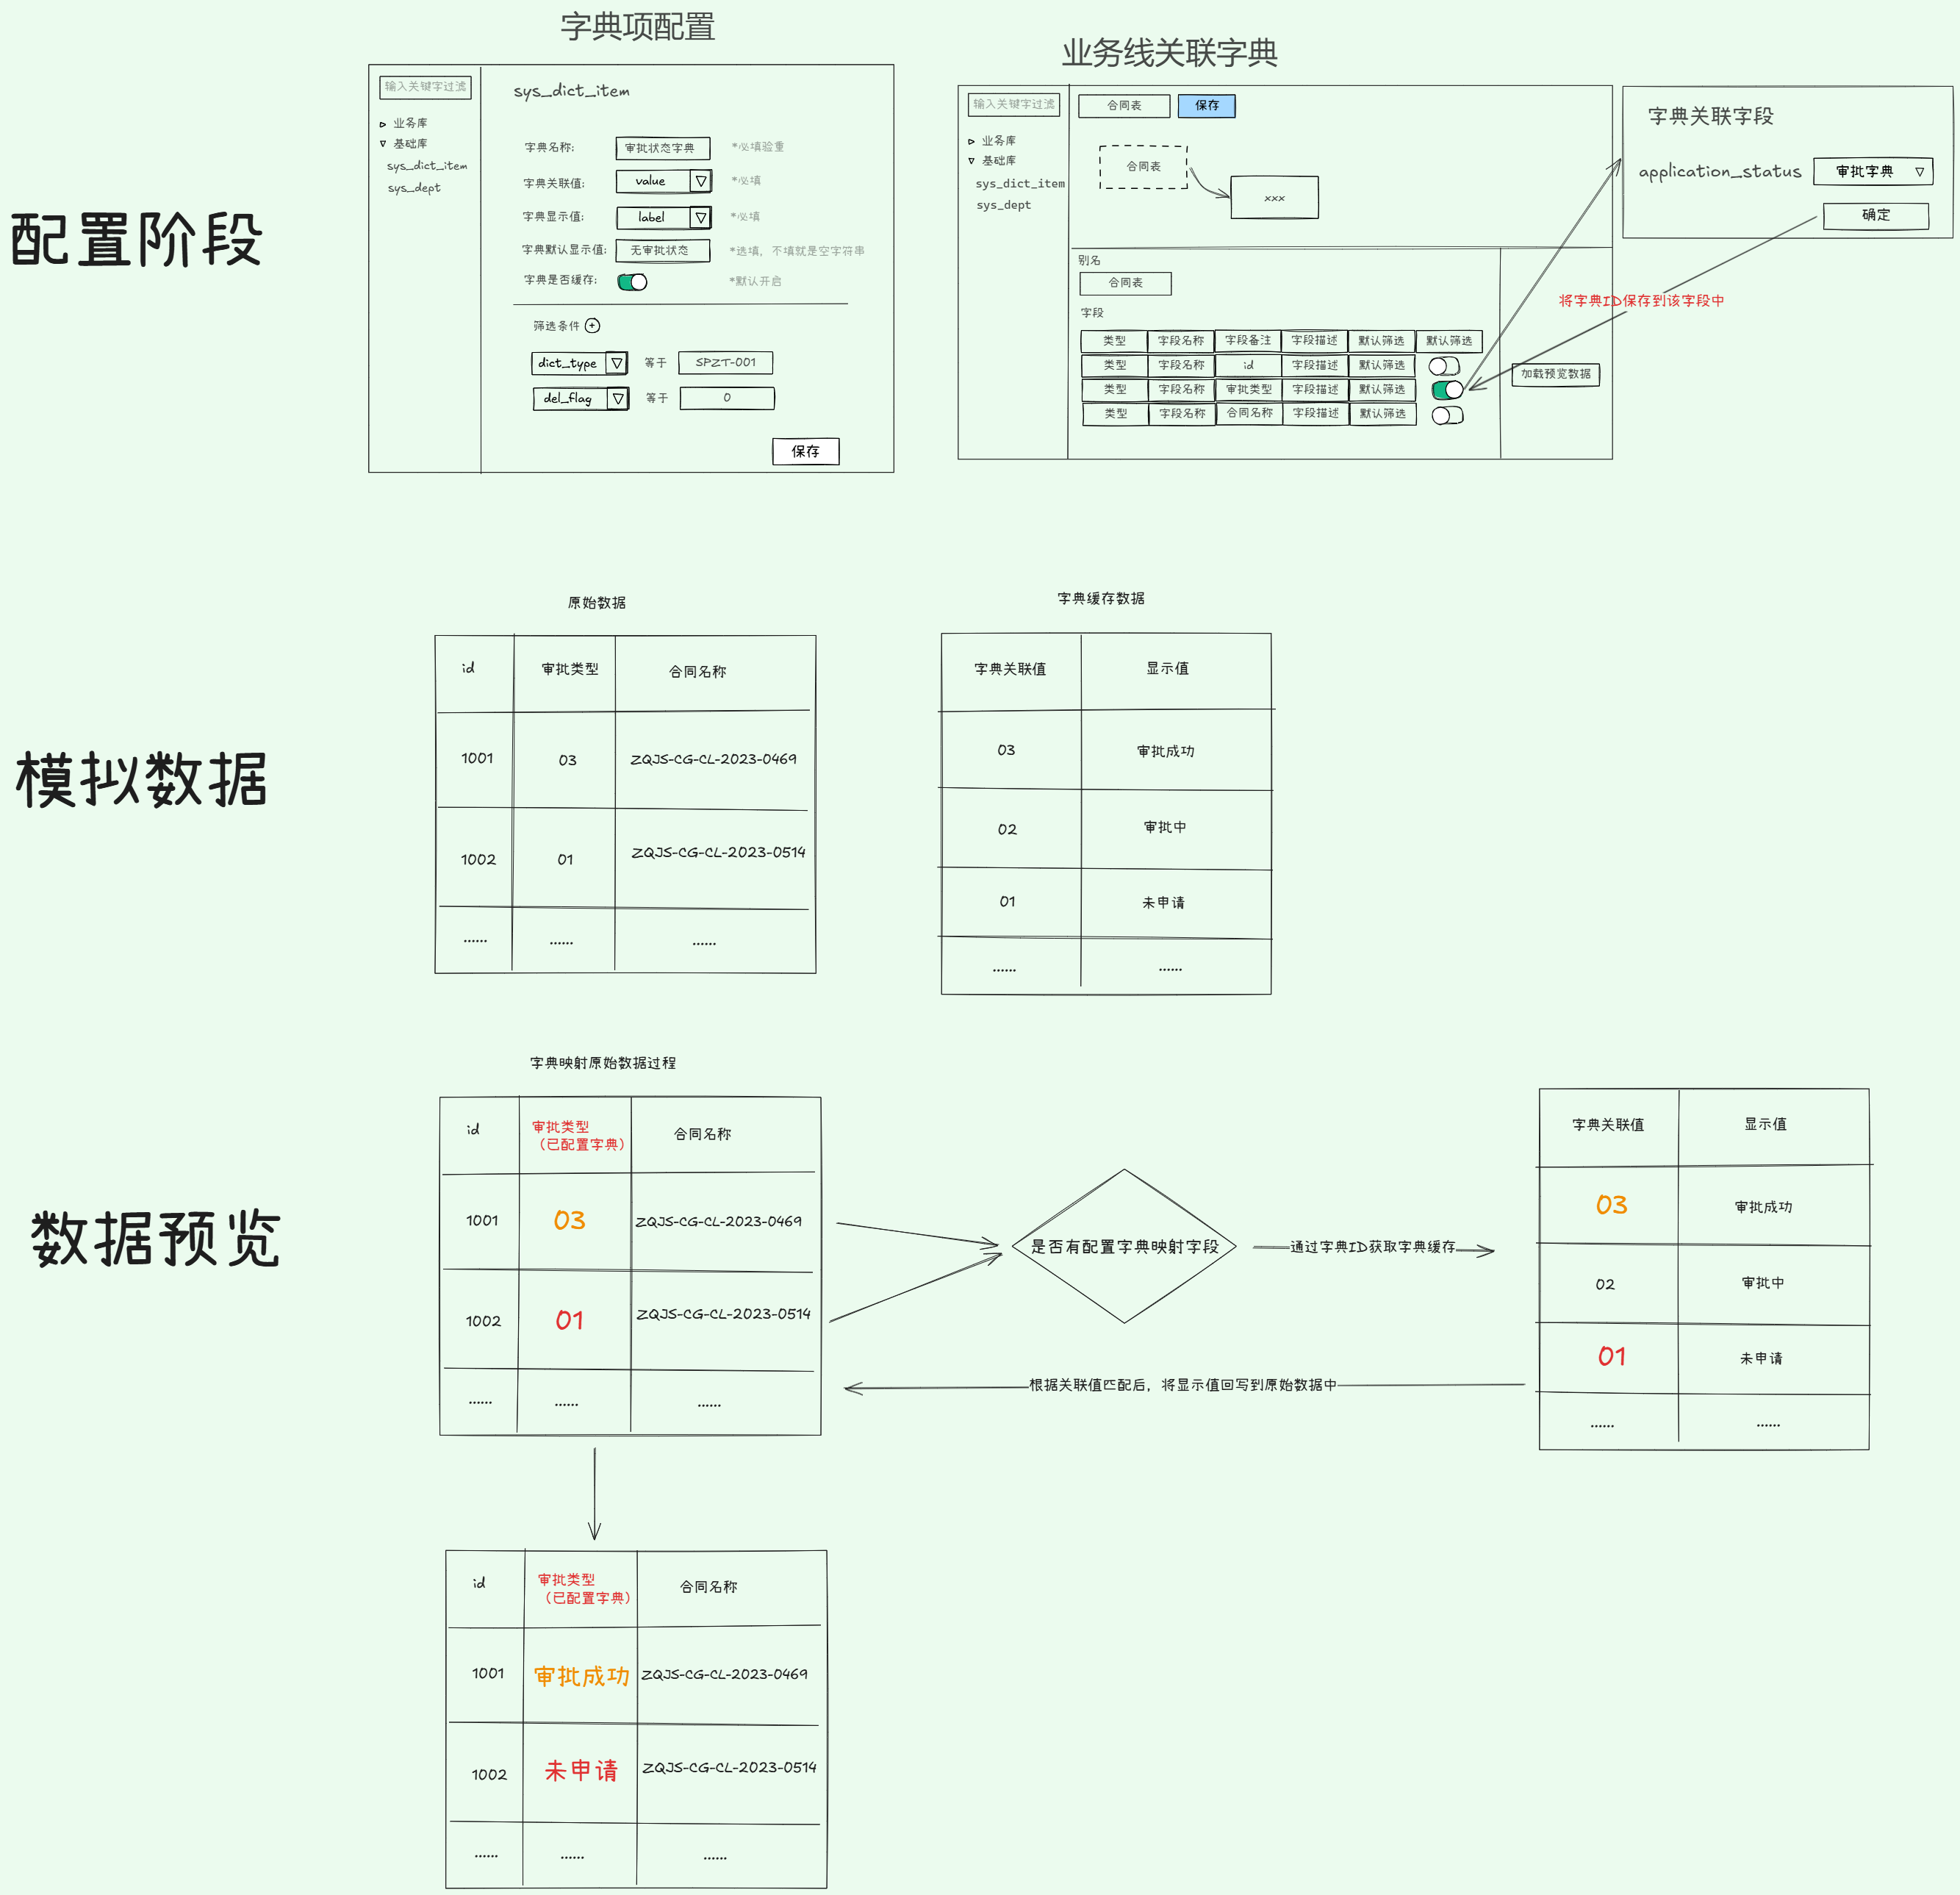 字典项配置
业务线关联字典
配置阶段
输入关键字过滤
业务库
基础库
sys_dict_item
sys_dept
sys_dict_item
字典名称:
审批状态字典
*必填验重
字典关联值:
value
*必填
字典显示值:
label
*必填
字典默认显示值:
无审批状态
*选填，不填就是空字符串
字典是否缓存:
*默认开启
筛选条件 +
dict_type
等于
SPZT-001
del_flag
等于
0
保存
输入关键字过滤
业务库
基础库
sys_dict_item
sys_dept
合同表
保存
合同表
xxx
别名
合同表
字段
类型 字段名称 字段备注 字段描述 默认筛选 默认筛选
类型 字段名称 id 字段描述 默认筛选
类型 字段名称 审批类型 字段描述 默认筛选
类型 字段名称 合同名称 字段描述 默认筛选
加载预览数据
字典关联字段
application_status
审批字典
确定
将字典ID保存到该字段中
模拟数据
原始数据
id 审批类型 合同名称
1001 03 ZQJS-CG-CL-2023-0469
1002 01 ZQJS-CG-CL-2023-0514
...... ...... ......
字典缓存数据
字典关联值 显示值
03 审批成功
02 审批中
01 未申请
...... ......
数据预览
字典映射原始数据过程
id 审批类型 合同名称
（已配置字典）
1001 03 ZQJS-CG-CL-2023-0469
1002 01 ZQJS-CG-CL-2023-0514
...... ...... ......
是否有配置字典映射字段
通过字典ID获取字典缓存
字典关联值 显示值
03 审批成功
02 审批中
01 未申请
...... ......
根据关联值匹配后，将显示值回写到原始数据中
id 审批类型 合同名称
（已配置字典）
1001 审批成功 ZQJS-CG-CL-2023-0469
1002 未申请 ZQJS-CG-CL-2023-0514
...... ...... ......